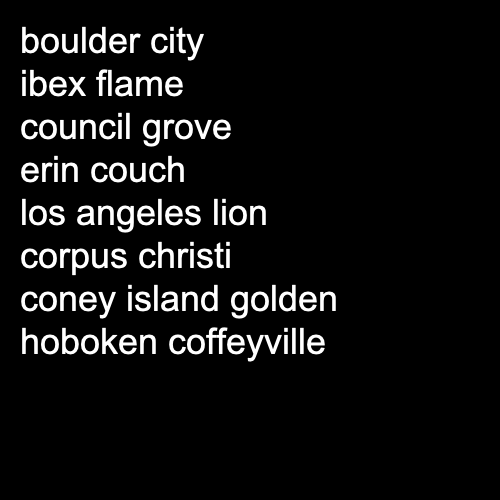 boulder city
ibex flame
council grove
erin couch
los angeles lion
corpus christi
coney island golden
hoboken coffeyville